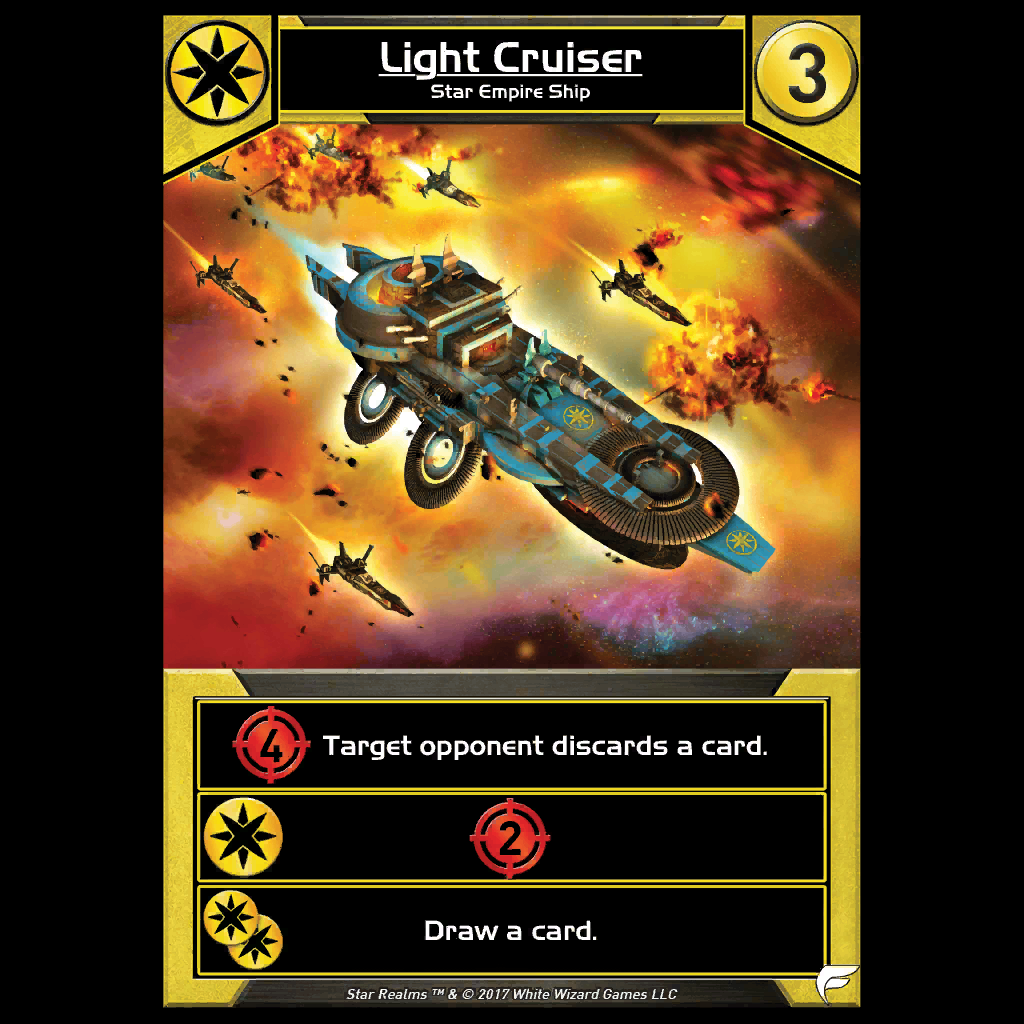 Light Cruiser
3
Star Empire Ship
4 Target opponent discards a card.
2
Draw a card.
Star Realms ™ & © 2017 White Wizard Games LLC